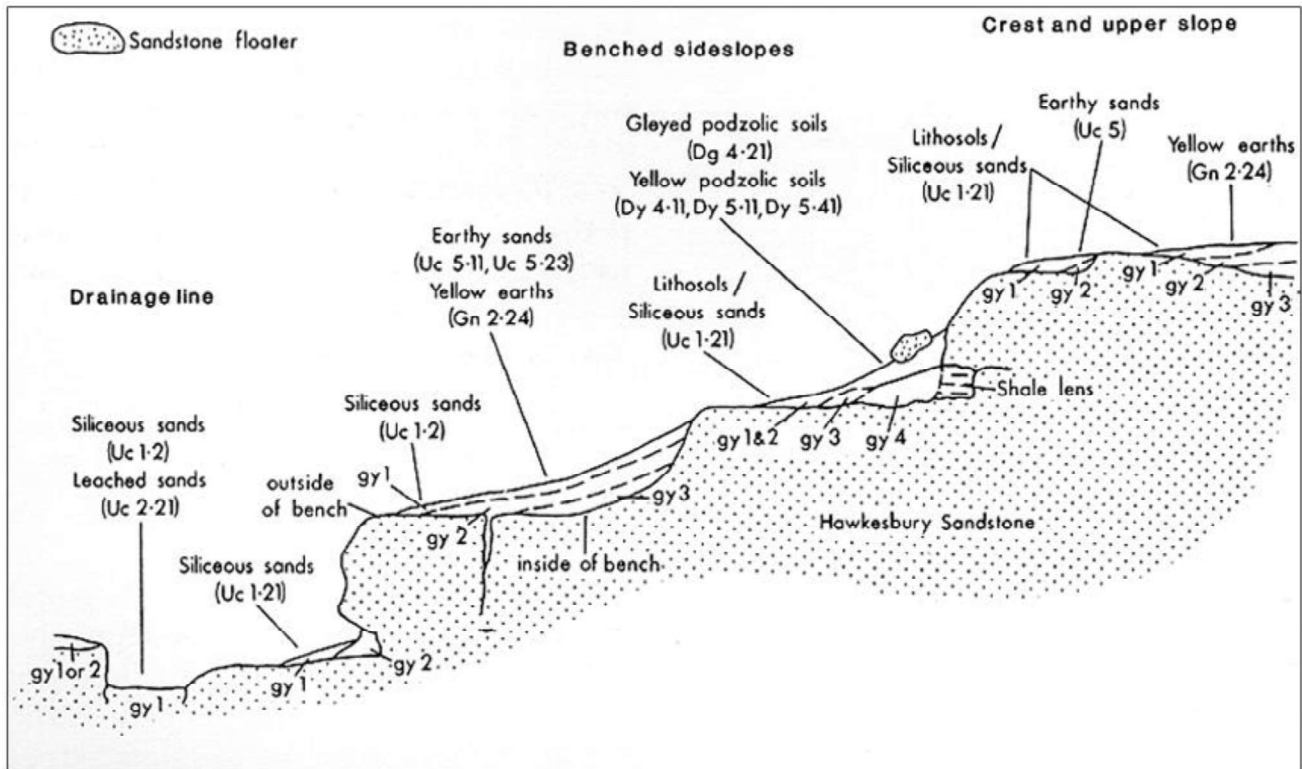 Sandstone floater
Benched sideslopes
Crest and upper slope
Drainage line
Earthy sands
(Uc 5)
Lithosols/
Siliceous sands
(Uc 1·21)
Yellow earths
(Gn 2·24)
Gleyed podzolic soils
(Dg 4·21)
Yellow podzolic soils
(Dy 4·11, Dy 5·11, Dy 5·41)
Earthy sands
(Uc 5·11, Uc 5·23)
Yellow earths
(Gn 2·24)
Lithosols/
Siliceous sands
(Uc 1·21)
gy 1
gy 2
gy 1
gy 2
gy 3
Shale lens
Siliceous sands
(Uc 1·2)
Siliceous sands
(Uc 1·2)
Leached sands
(Uc 2·21)
gy 1&2
gy 3
gy 4
gy 1
outside
of bench
gy 2
gy 3
inside of bench
Hawkesbury Sandstone
Siliceous sands
(Uc 1·21)
gy 1 or 2
gy 1
gy 1
gy 2